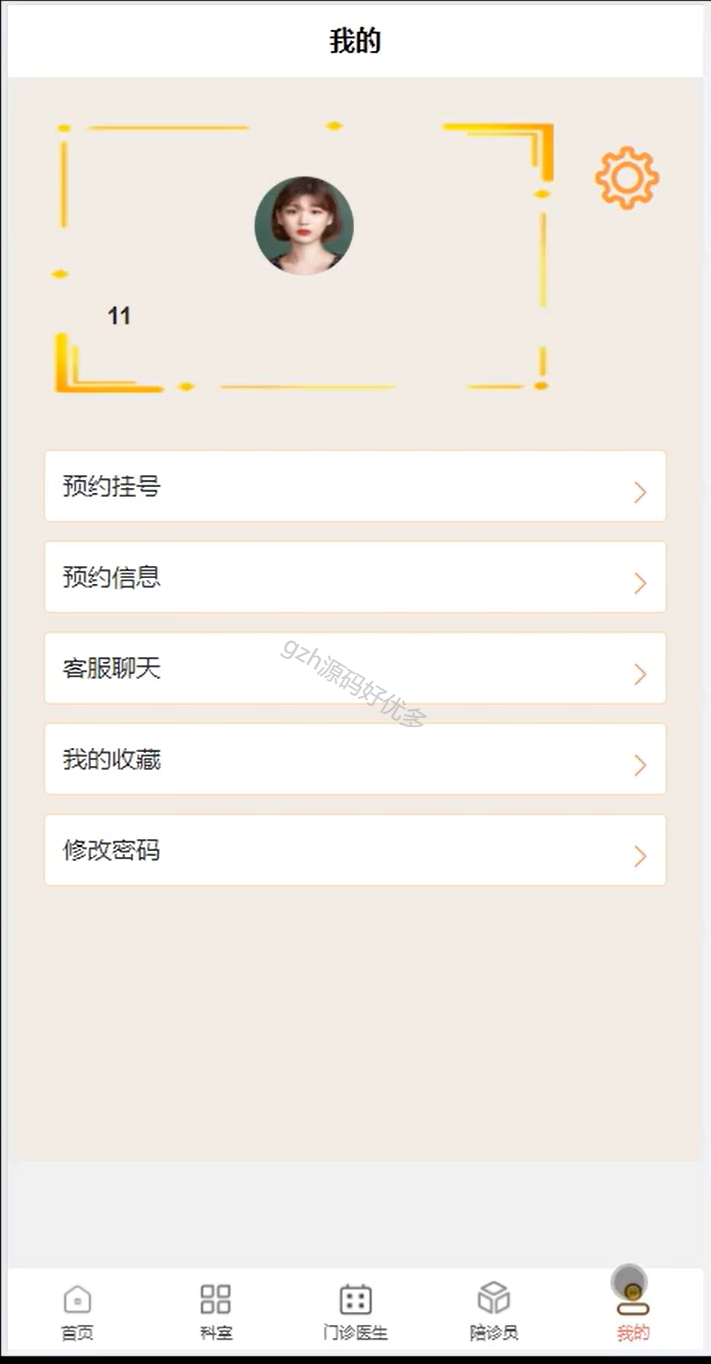 我的
11
预约挂号
预约信息
客服聊天
gzh源码好优多
我的收藏
修改密码
首页
科室
门诊医生
陪诊员
我的